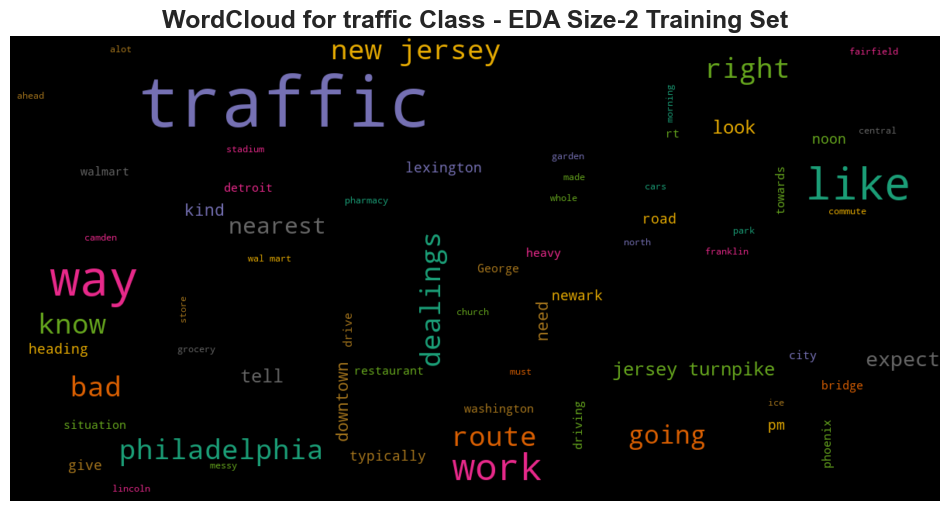 WordCloud for traffic Class - EDA Size-2 Training Set
alot
new jersey
fairfield
right
traffic
ahead
morning
look
rt
noon
central
stadium
walmart
lexington
garden
made
towards
like
detroit
pharmacy
whole
cars
kind
commute
nearest
road
park
camden
north
franklin
wal mart
heavy
George
way
dealings
newark
need
store
church
know
drive
heading
grocery
city
expect
restaurant
jersey turnpike
tell
must
bad
bridge
downtown
washington
ice
driving
situation
pm
phoenix
route
going
philadelphia
typically
give
messy
work
lincoln